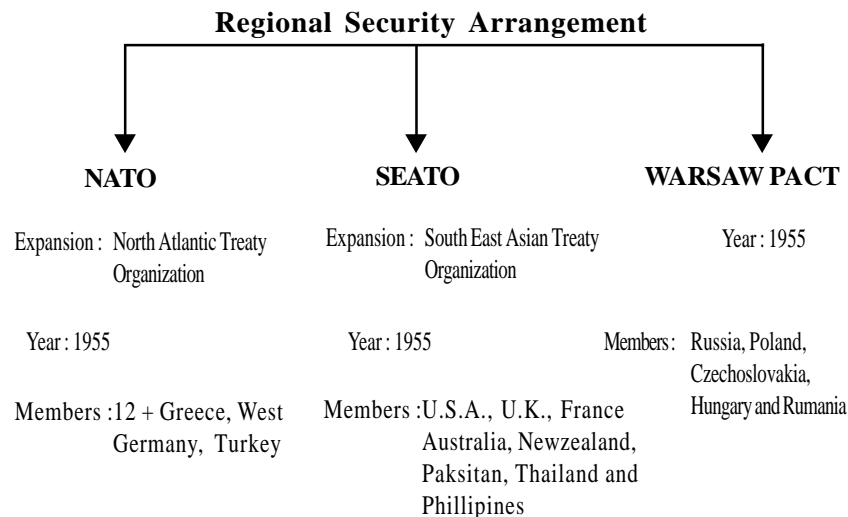 Regional Security Arrangement
NATO
Expansion : North Atlantic Treaty
Organization
Year : 1955
Members :12 + Greece, West
Germany, Turkey
SEATO
Expansion : South East Asian Treaty
Organization
Year : 1955
Members :U.S.A., U.K., France
Australia, Newzealand,
Paksitan, Thailand and
Phillipines
WARSAW PACT
Year : 1955
Members : Russia, Poland,
Czechoslovakia,
Hungary and Rumania